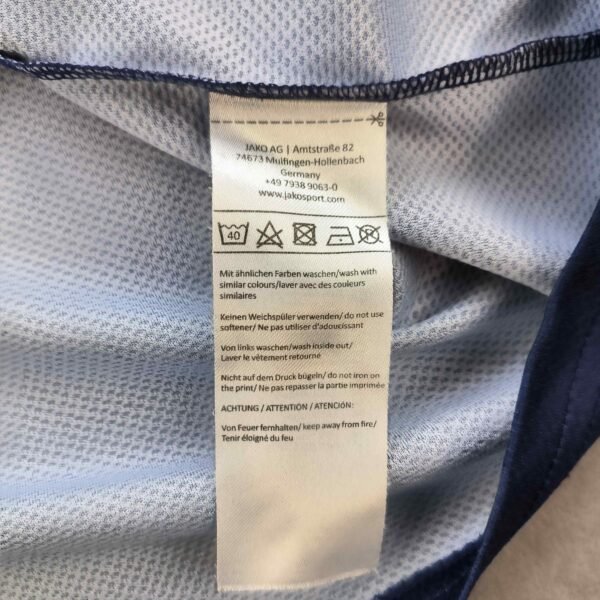 JAKO AG | Amtstraße 82
74673 Mulfingen-Hollenbach
Germany
+49 7938 9063-0
www.jakosport.com
40
Mit ähnlichen Farben waschen/wash with
similar colours/laver avec des couleurs
similaires
Keinen Weichspüler verwenden/ do not use
softener/ Ne pas utiliser d'adoucissant
Von links waschen/wash inside out/
Laver le vêtement retourné
Nicht auf dem Druck bügeln/ do not iron on
the print/ Ne pas repasser la partie imprimée
ACHTUNG / ATTENTION / ATENCIÓN:
Von Feuer fernhalten/ keep away from fire/
Tenir éloigné du feu